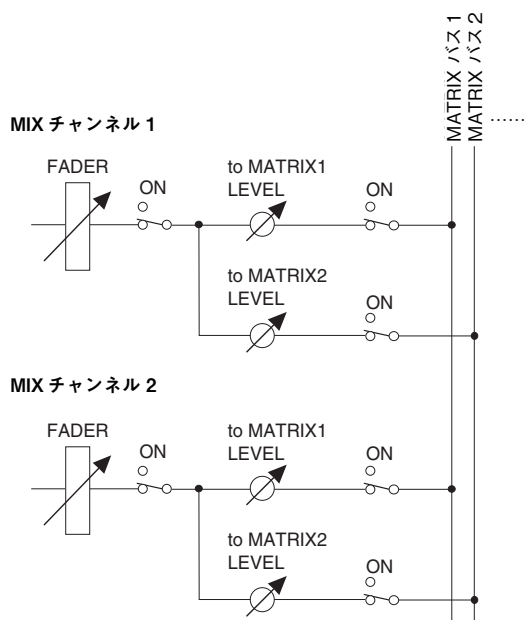 MATRIX バス1
MATRIX バス2
……
MIX チャンネル 1
FADER
ON
to MATRIX1
LEVEL
ON
to MATRIX2
LEVEL
ON
MIX チャンネル 2
FADER
ON
to MATRIX1
LEVEL
ON
to MATRIX2
LEVEL
ON